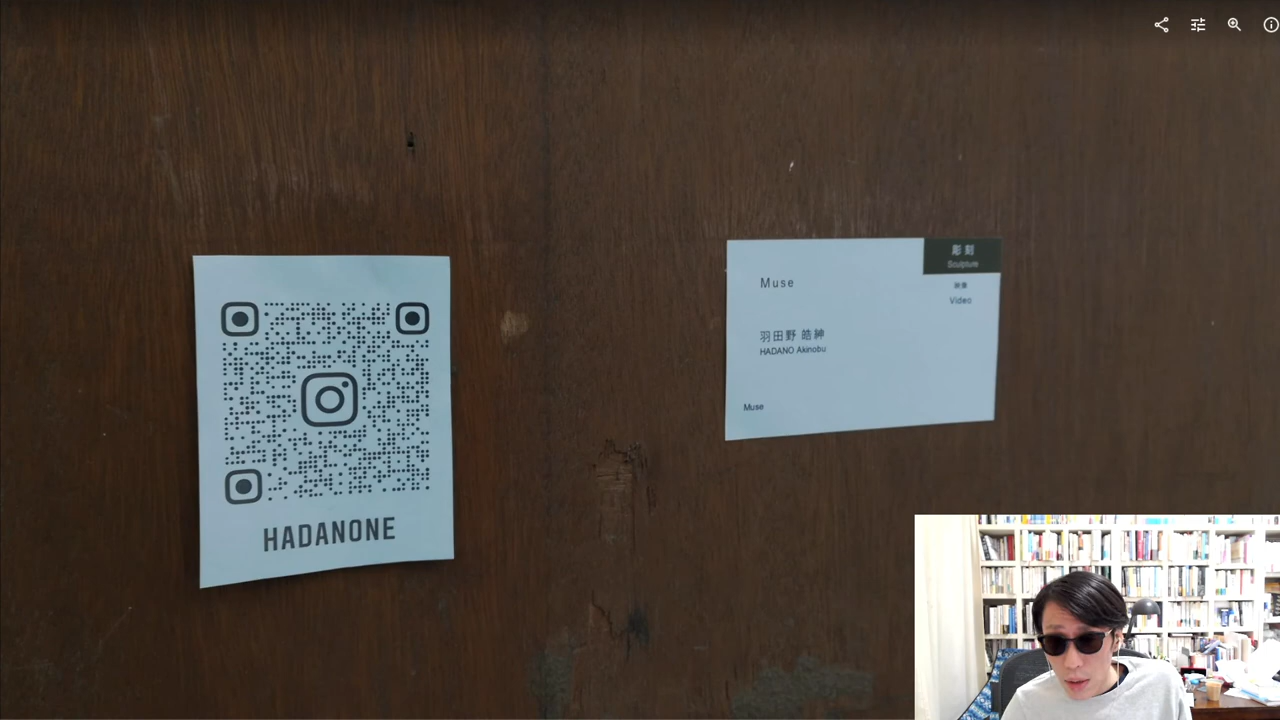 HADANONE
彫刻
Sculpture
映像
Video
Muse
羽田野 皓紳
HADANO Akinobu
Muse